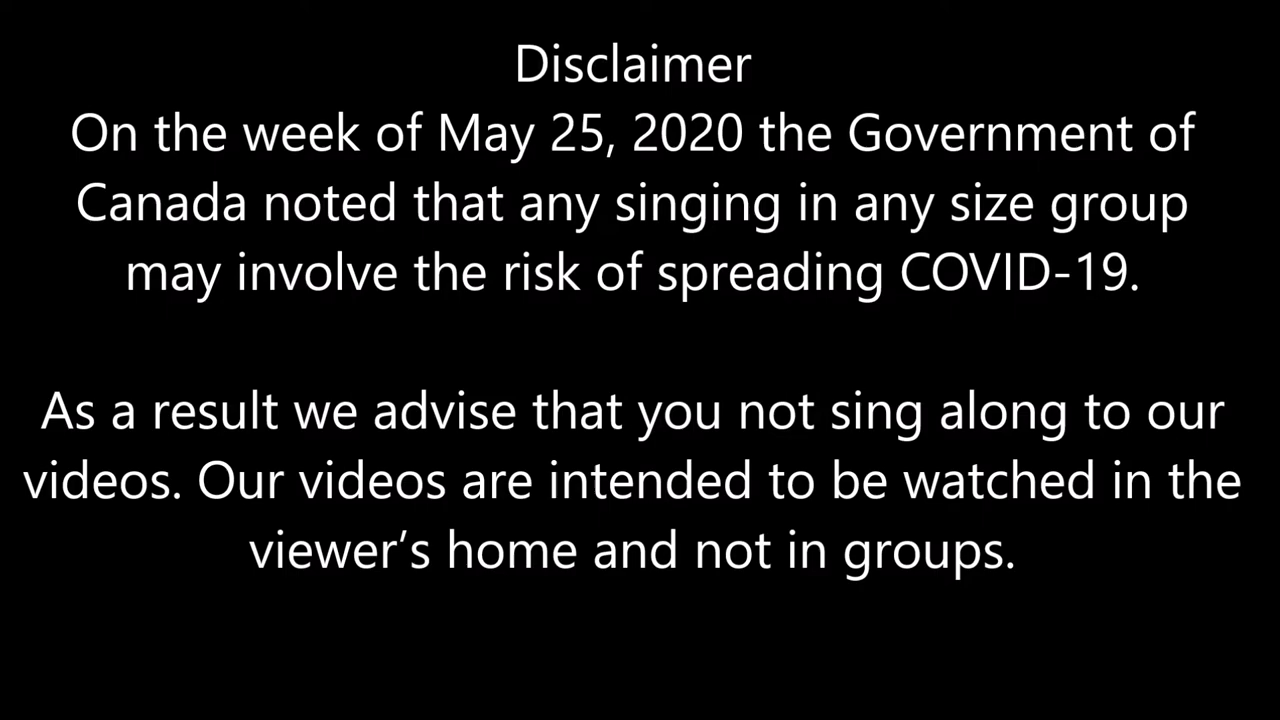 Disclaimer
On the week of May 25, 2020 the Government of
Canada noted that any singing in any size group
may involve the risk of spreading COVID-19.
As a result we advise that you not sing along to our
videos. Our videos are intended to be watched in the
viewer’s home and not in groups.